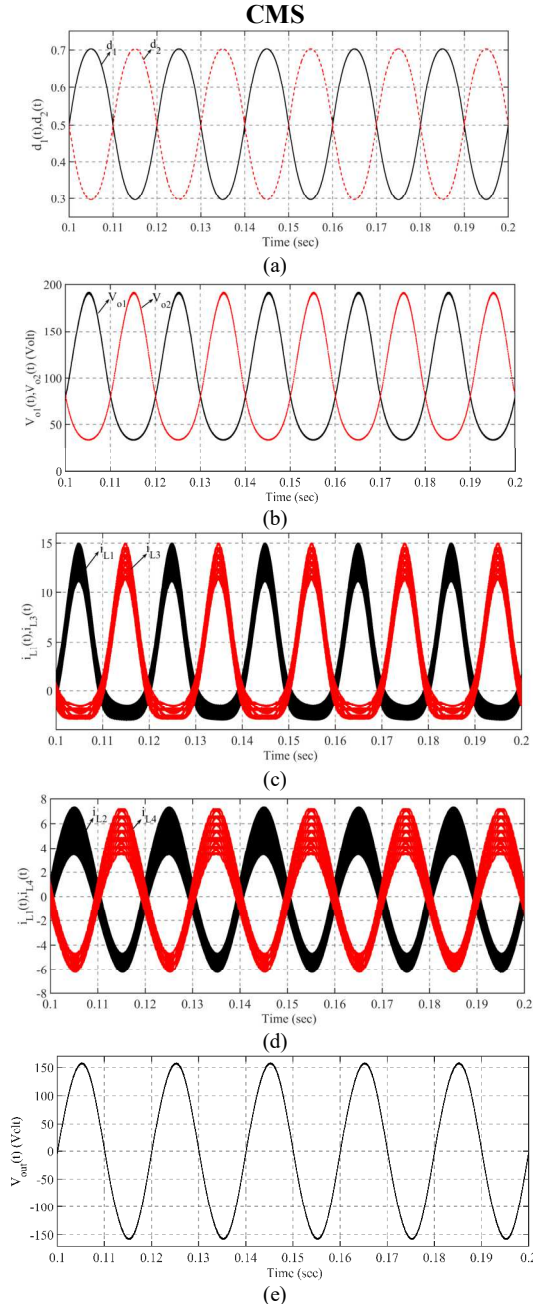 CMS
d1 d2
0.7
0.6
0.5
0.4
0.3
d1(t),d2(t)
0.1 0.11 0.12 0.13 0.14 0.15 0.16 0.17 0.18 0.19 0.2
Time (sec)
(a)
200
Vo1 Vo2
150
100
50
0
Vo1(t),Vo2(t) (Volt)
0.1 0.11 0.12 0.13 0.14 0.15 0.16 0.17 0.18 0.19 0.2
Time (sec)
(b)
15
iL1 iL3
10
5
0
iL1(t),iL3(t)
0.1 0.11 0.12 0.13 0.14 0.15 0.16 0.17 0.18 0.19 0.2
Time (sec)
(c)
8
iL2 iL4
6
4
2
0
-2
-4
-6
-8
iL1(t),iL4(t)
0.1 0.11 0.12 0.13 0.14 0.15 0.16 0.17 0.18 0.19 0.2
Time (sec)
(d)
150
100
50
0
-50
-100
-150
Vout(t) (Volt)
0.1 0.11 0.12 0.13 0.14 0.15 0.16 0.17 0.18 0.19 0.2
Time (sec)
(e)